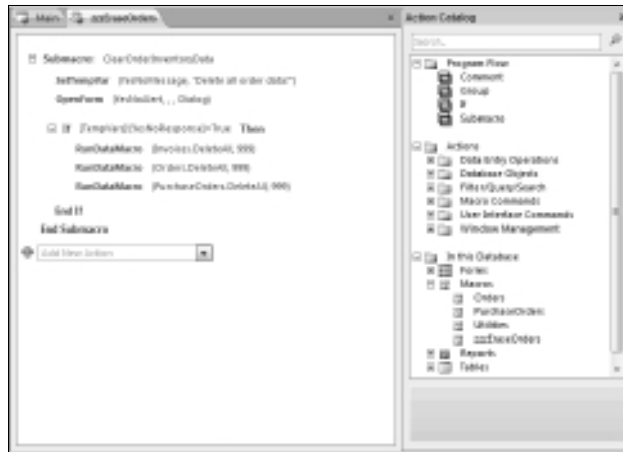 Main
zzEraseOrders
Submacro: ClearOrderInventoryData
SetTempVar (YesNoMessage, "Delete all order data?")
OpenForm (YesNoAlert, , , Dialog)
If [TempVars]![YesNoResponse]=True Then
RunDataMacro (Invoices.DeleteAll, 999)
RunDataMacro (Orders.DeleteAll, 999)
RunDataMacro (PurchaseOrders.DeleteAll, 999)
End If
End Submacro
Add New Action
Action Catalog
Search...
Program Flow
Comment
Group
If
Submacro
Actions
Data Entry Operations
Database Objects
Filter/Query/Search
Macro Commands
User Interface Commands
Window Management
In this Database
Forms
Macros
Orders
PurchaseOrders
Utilities
zzEraseOrders
Reports
Tables